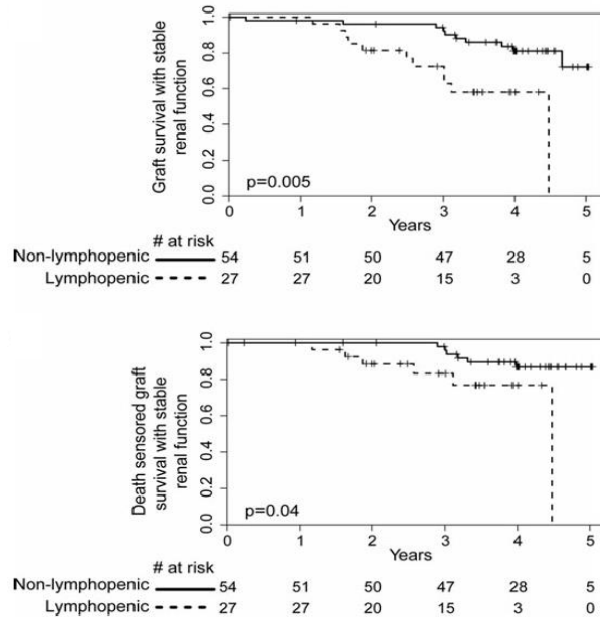 Graft survival with stable
renal function
1.0
0.8
0.6
0.4
0.2
0.0
p=0.005
0 1 2 3 4 5
Years
# at risk
Non-lymphopenic 54 51 50 47 28 5
Lymphopenic 27 27 20 15 3 0
Death sensored graft
survival with stable
renal function
1.0
0.8
0.6
0.4
0.2
0.0
p=0.04
0 1 2 3 4 5
Years
# at risk
Non-lymphopenic 54 51 50 47 28 5
Lymphopenic 27 27 20 15 3 0